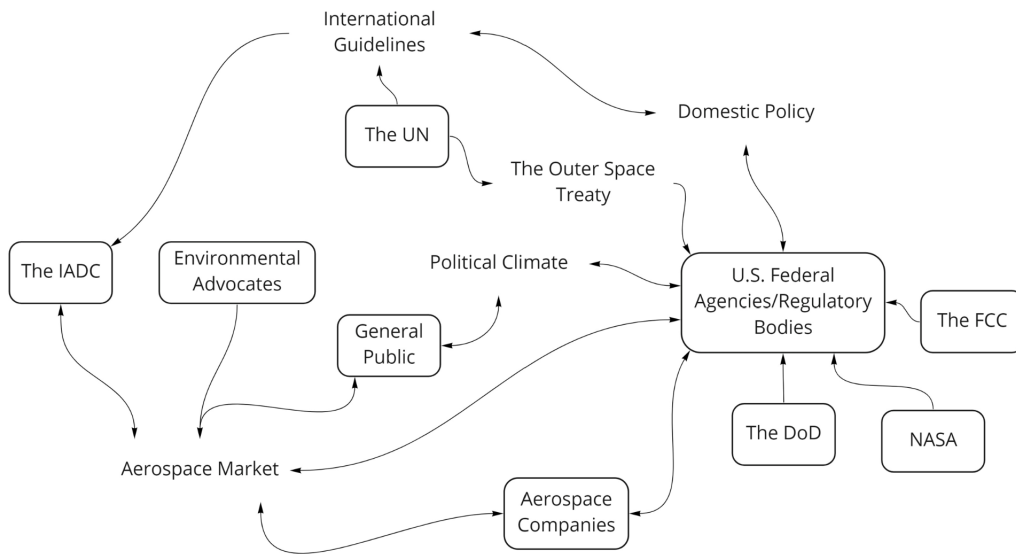 International
Guidelines
Domestic Policy
The UN
The Outer Space
Treaty
The IADC
Environmental
Advocates
Political Climate
U.S. Federal
Agencies/Regulatory
Bodies
The FCC
General
Public
The DoD
NASA
Aerospace Market
Aerospace
Companies